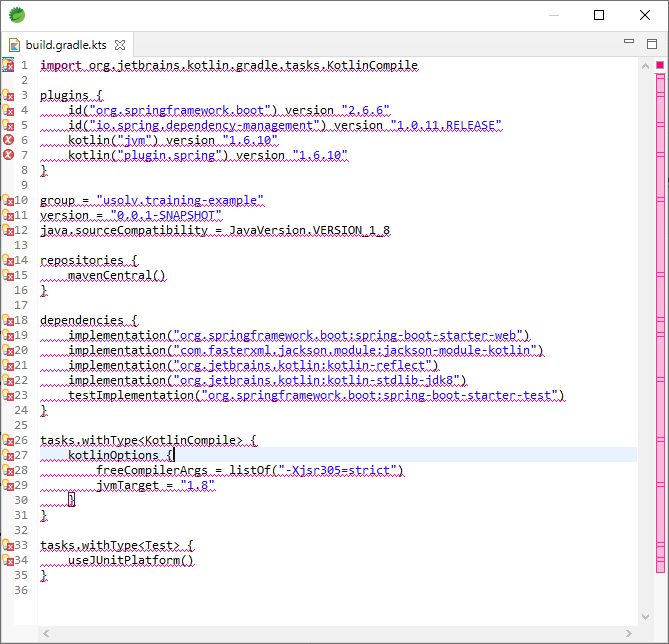 build.gradle.kts
1 import org.jetbrains.kotlin.gradle.tasks.KotlinCompile
2
3 plugins {
4     id("org.springframework.boot") version "2.6.6"
5     id("io.spring.dependency-management") version "1.0.11.RELEASE"
6     kotlin("jvm") version "1.6.10"
7     kotlin("plugin.spring") version "1.6.10"
8 }
9
10 group = "usolv.training-example"
11 version = "0.0.1-SNAPSHOT"
12 java.sourceCompatibility = JavaVersion.VERSION_1_8
13
14 repositories {
15     mavenCentral()
16 }
17
18 dependencies {
19     implementation("org.springframework.boot:spring-boot-starter-web")
20     implementation("com.fasterxml.jackson.module:jackson-module-kotlin")
21     implementation("org.jetbrains.kotlin:kotlin-reflect")
22     implementation("org.jetbrains.kotlin:kotlin-stdlib-jdk8")
23     testImplementation("org.springframework.boot:spring-boot-starter-test")
24 }
25
26 tasks.withType<KotlinCompile> {
27     kotlinOptions {
28         freeCompilerArgs = listOf("-Xjsr305=strict")
29         jvmTarget = "1.8"
30     }
31 }
32
33 tasks.withType<Test> {
34     useJUnitPlatform()
35 }
36